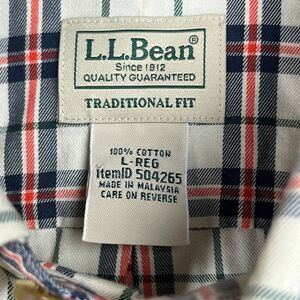 L.L.Bean®
Since 1912
QUALITY GUARANTEED
TRADITIONAL FIT
100% COTTON
L-REG
ItemID 504265
MADE IN MALAYSIA
CARE ON REVERSE